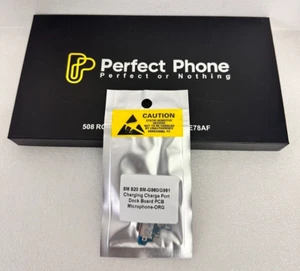 Perfect Phone
Perfect or Nothing
508 RO
E78AF
CAUTION
SM S20 SM-G980/G981
Charging Charge Port
Dock Board PCB
Microphone-ORG